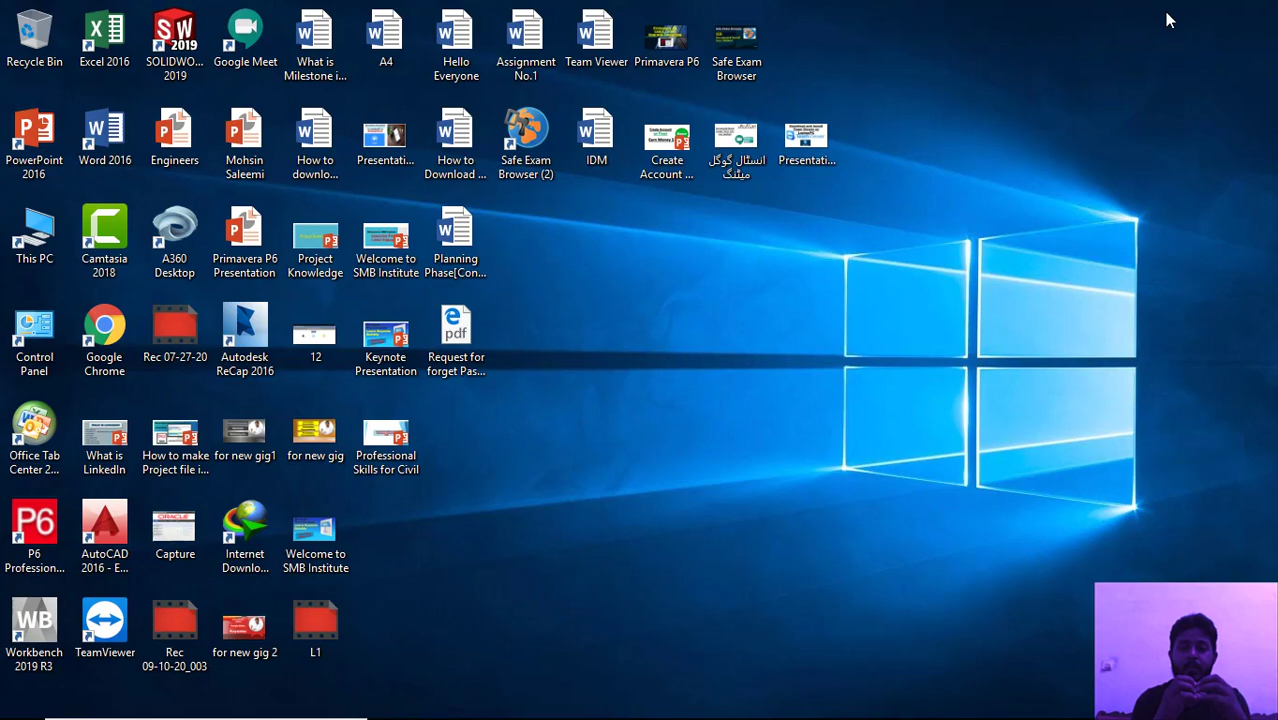 Recycle Bin
Excel 2016
SOLIDWO... 2019
Google Meet
What is Milestone i...
A4
Hello Everyone
Assignment No.1
Team Viewer
Primavera P6
Safe Exam Browser
PowerPoint 2016
Word 2016
Engineers
Mohsin Saleemi
How to downlo...
Presentati...
How to Download ...
Safe Exam Browser (2)
IDM
Create Account ...
انسٹال گوگل میٹنگ
Presentati...
This PC
Camtasia 2018
A360 Desktop
Primavera P6 Presentation
Project Knowledge
Welcome to SMB Institute
Planning Phase[Con...
Control Panel
Google Chrome
Rec 07-27-20
Autodesk ReCap 2016
12
Keynote Presentation
Request for forget Pas...
Office Tab Center 2...
What is LinkedIn
How to make Project file i...
for new gig1
for new gig
Professional Skills for Civil
P6 Profession...
AutoCAD 2016 - E...
Capture
Internet Downlo...
Welcome to SMB Institute
Workbench 2019 R3
TeamViewer
Rec 09-10-20_003
for new gig 2
L1